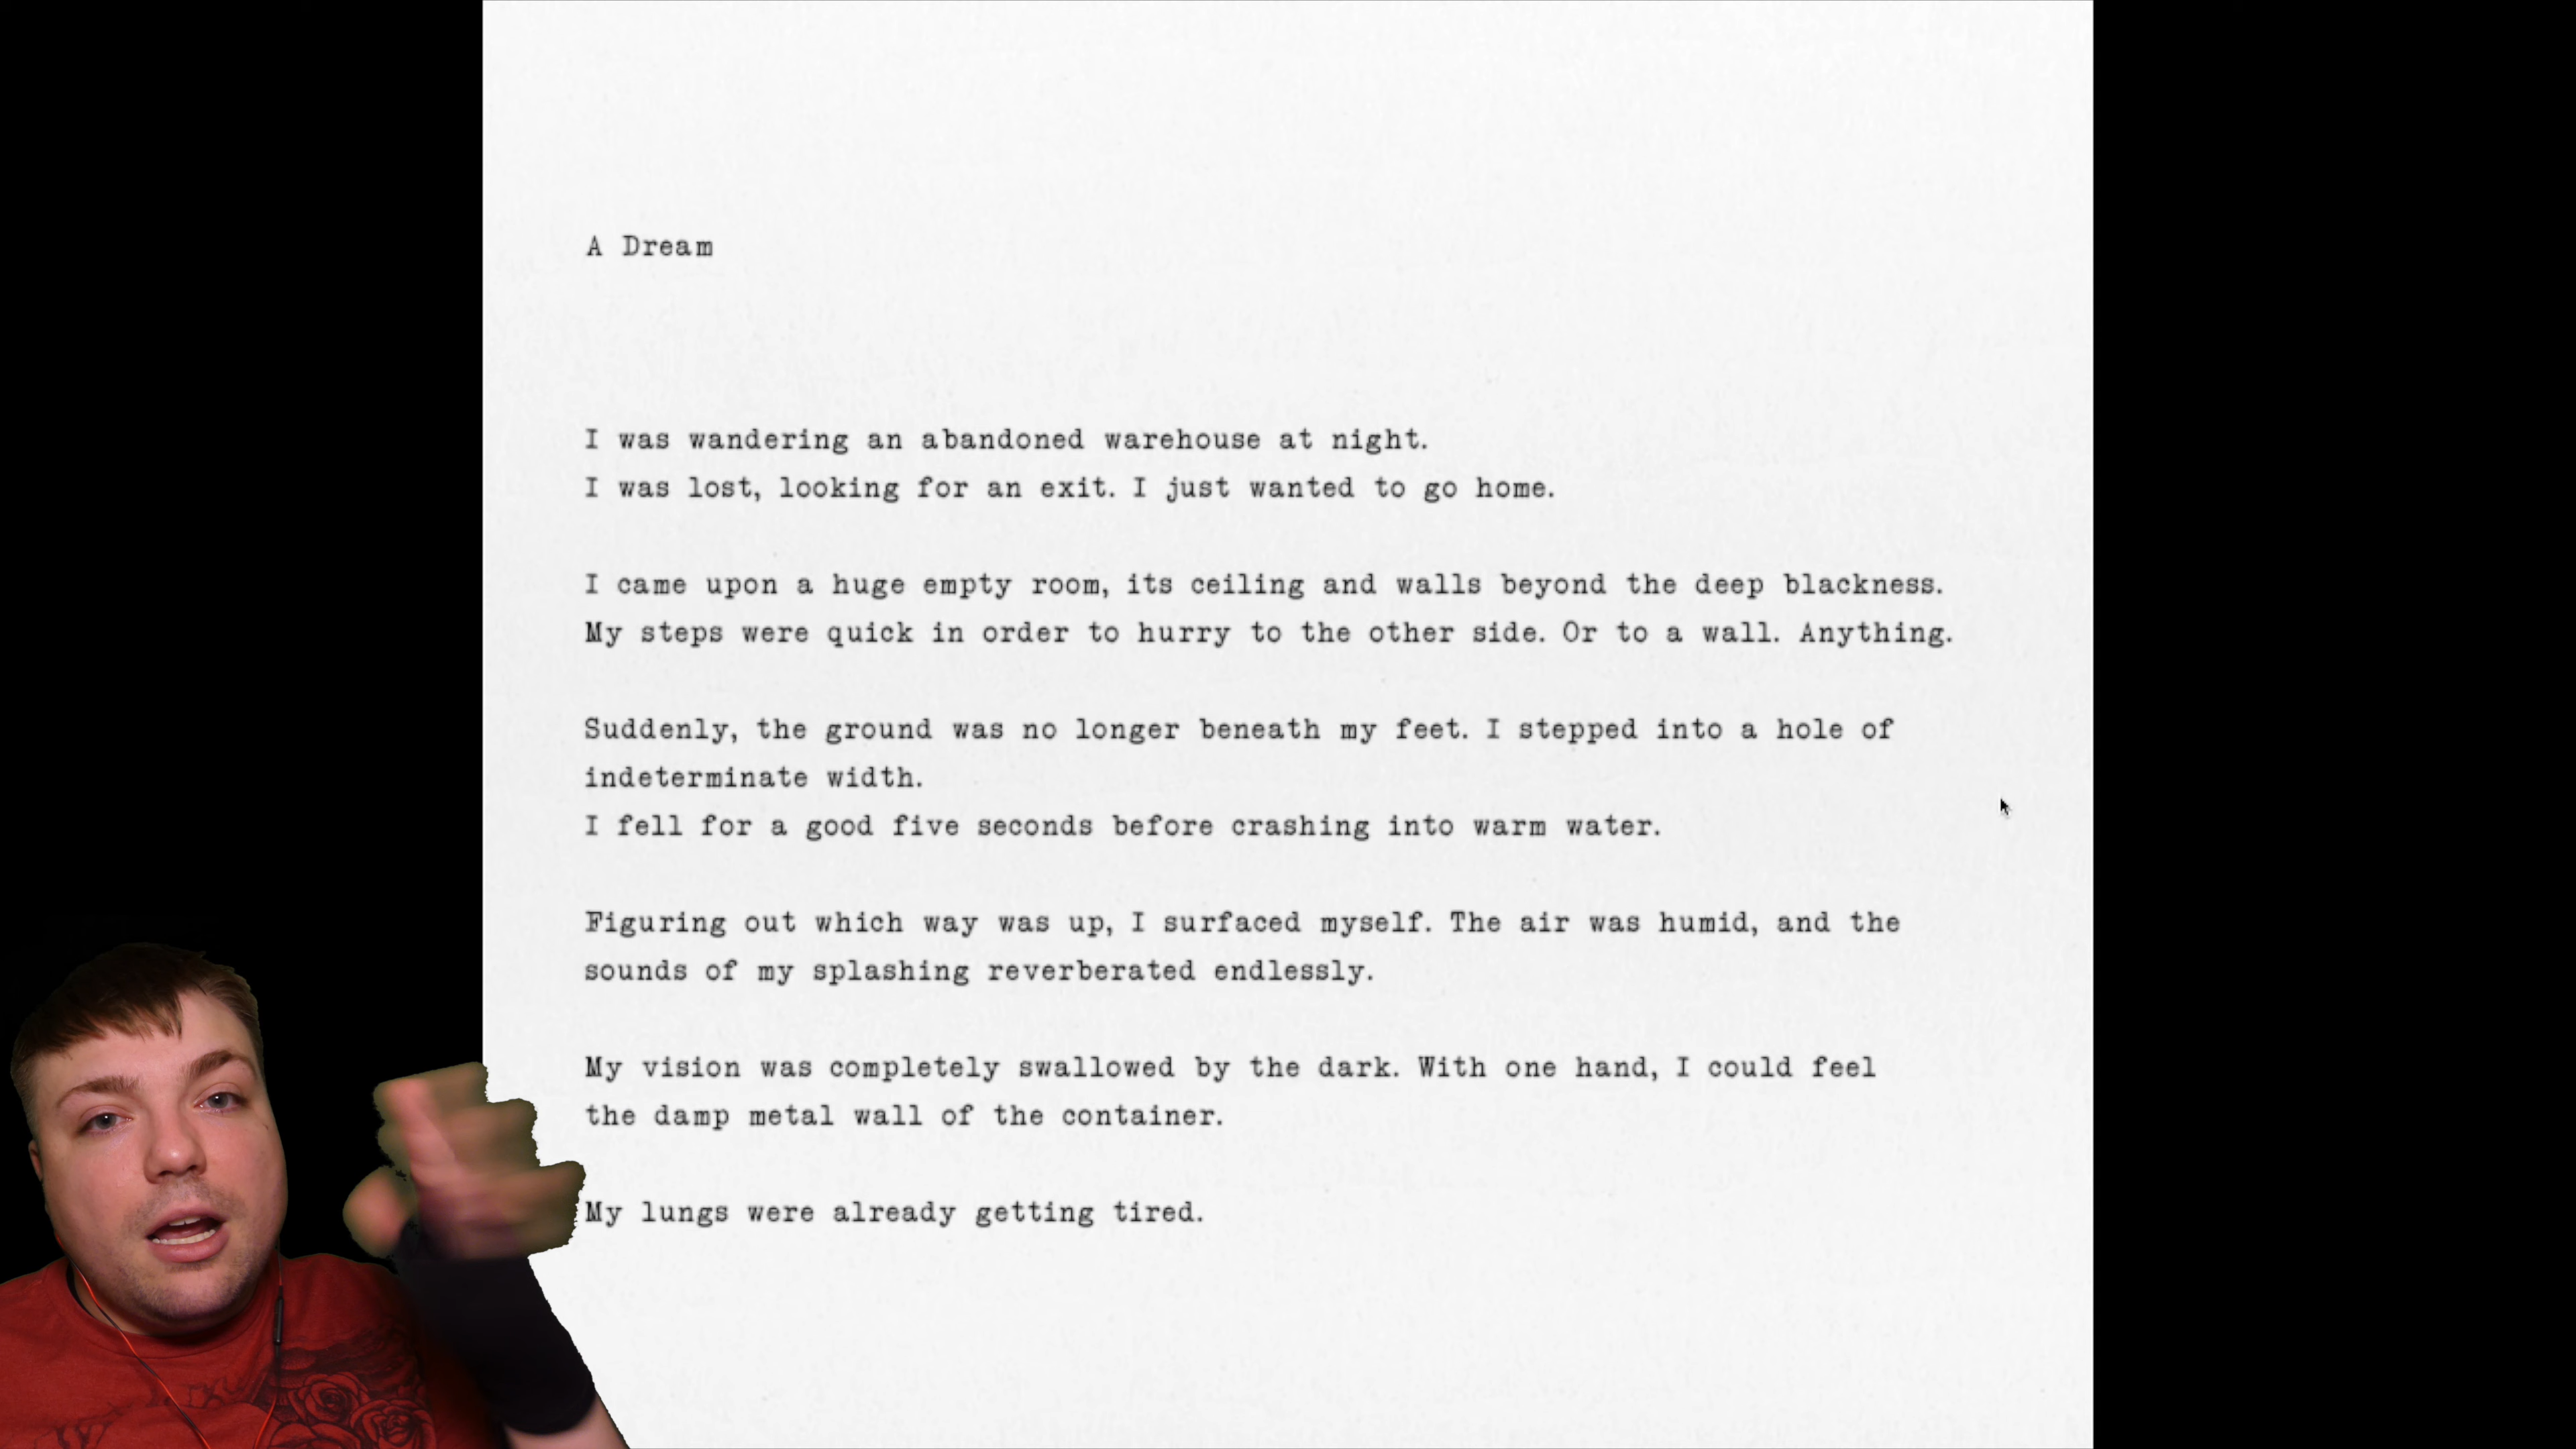 A Dream
I was wandering an abandoned warehouse at night.
I was lost, looking for an exit. I just wanted to go home.
I came upon a huge empty room, its ceiling and walls beyond the deep blackness.
My steps were quick in order to hurry to the other side. Or to a wall. Anything.
Suddenly, the ground was no longer beneath my feet. I stepped into a hole of
indeterminate width.
I fell for a good five seconds before crashing into warm water.
Figuring out which way was up, I surfaced myself. The air was humid, and the
sounds of my splashing reverberated endlessly.
My vision was completely swallowed by the dark. With one hand, I could feel
the damp metal wall of the container.
My lungs were already getting tired.